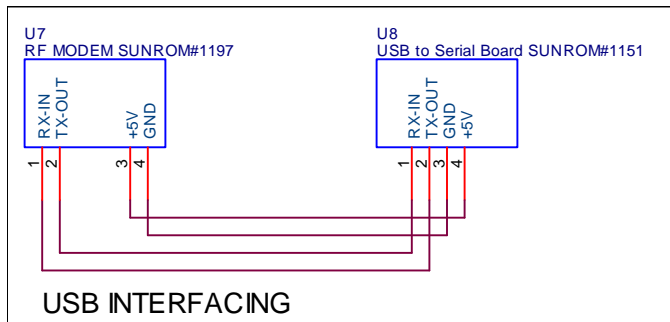 U7
RF MODEM SUNROM#1197
RX-IN
TX-OUT
+5V
GND
1
2
3
4
U8
USB to Serial Board SUNROM#1151
RX-IN
TX-OUT
GND
+5V
1
2
3
4
USB INTERFACING